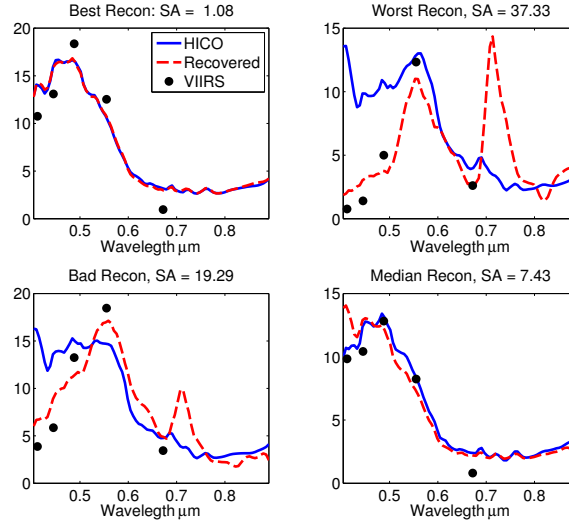 Best Recon: SA = 1.08
20
15
10
5
0
0.5 0.6 0.7 0.8
Wavelegth μm
HICO
Recovered
VIIRS
Worst Recon, SA = 37.33
15
10
5
0
0.5 0.6 0.7 0.8
Wavelegth μm
Bad Recon, SA = 19.29
20
15
10
5
0
0.5 0.6 0.7 0.8
Wavelegth μm
Median Recon, SA = 7.43
15
10
5
0
0.5 0.6 0.7 0.8
Wavelegth μm